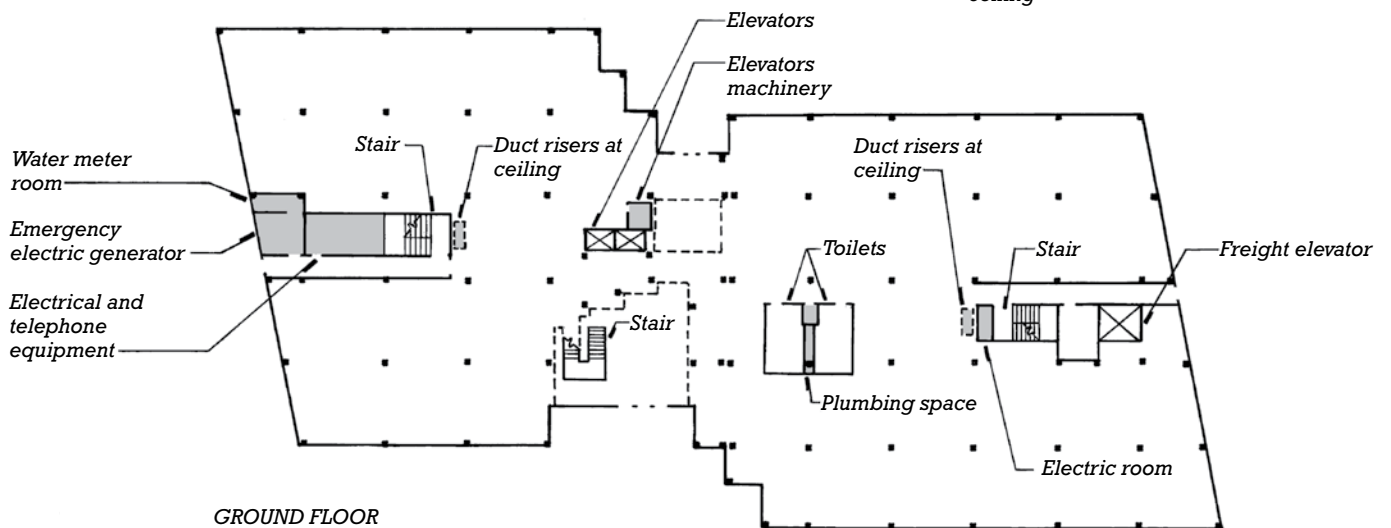 ceiling
Elevators
Elevators
machinery
Stair
Duct risers at
ceiling
Duct risers at
ceiling
Water meter
room
Emergency
electric generator
Toilets
Stair
Freight elevator
Electrical and
telephone
equipment
Stair
Plumbing space
Electric room
GROUND FLOOR